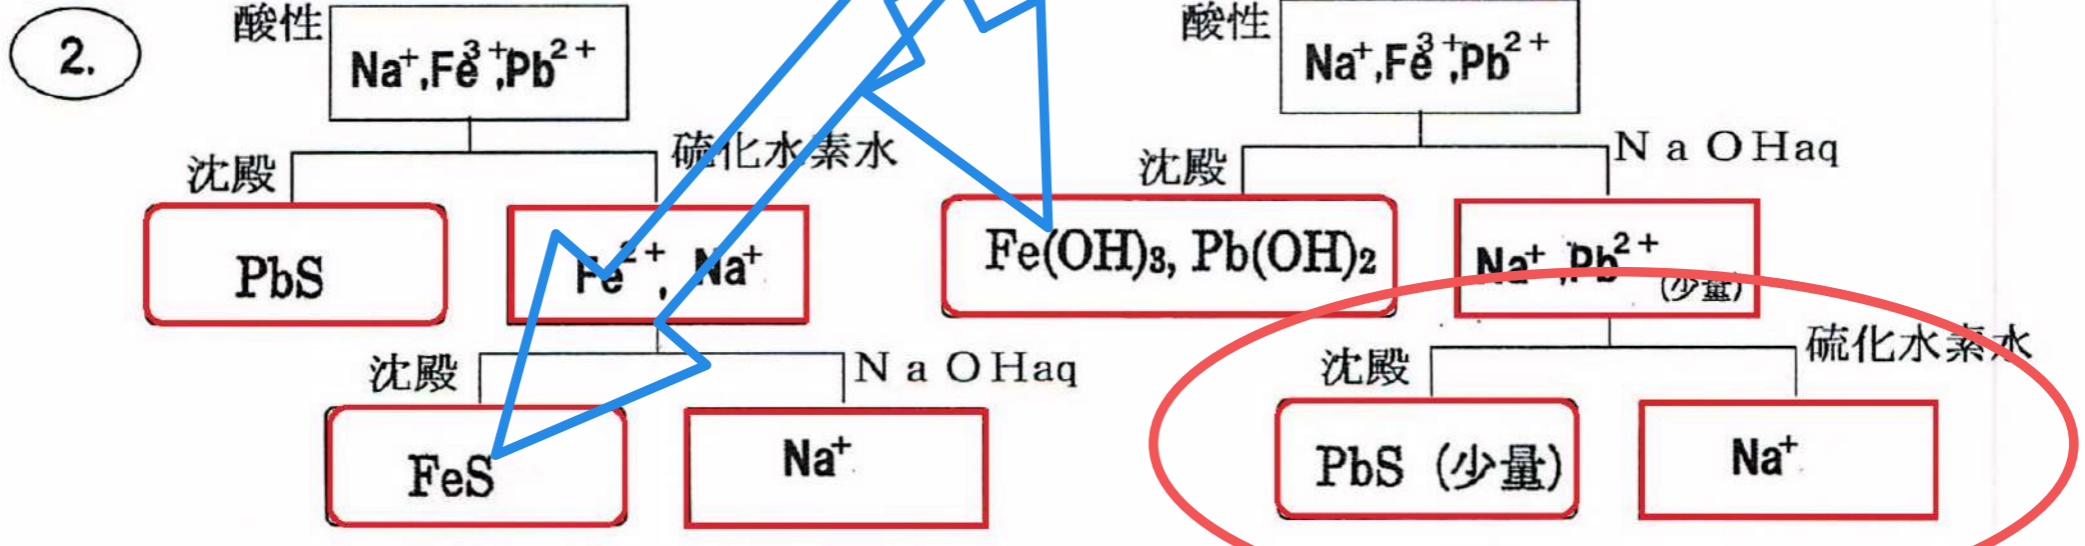 2.
酸性
Na⁺,Fe³⁺,Pb²⁺
沈殿
硫化水素水
PbS
Fe²⁺, Na⁺
沈殿
NaOHaq
FeS
Na⁺
酸性
Na⁺,Fe³⁺,Pb²⁺
沈殿
NaOHaq
Fe(OH)₃, Pb(OH)₂
Na⁺,Pb²⁺(少量)
沈殿
硫化水素水
PbS (少量)
Na⁺